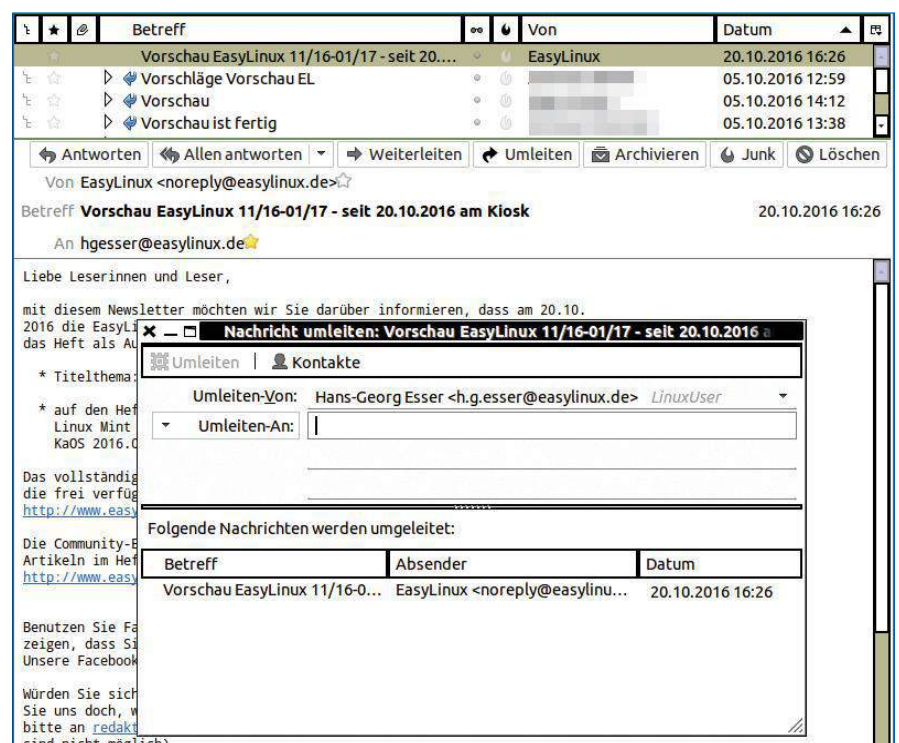 Betreff Von Datum
Vorschau EasyLinux 11/16-01/17 - seit 20.... EasyLinux 20.10.2016 16:26
Vorschläge Vorschau EL 05.10.2016 12:59
Vorschau 05.10.2016 14:12
Vorschau ist fertig 05.10.2016 13:38
Antworten Allen antworten Weiterleiten Umleiten Archivieren Junk Löschen
Von EasyLinux <noreply@easylinux.de>
Betreff Vorschau EasyLinux 11/16-01/17 - seit 20.10.2016 am Kiosk 20.10.2016 16:26
An hgesser@easylinux.de
Liebe Leserinnen und Leser,
mit diesem Newsletter möchten wir Sie darüber informieren, dass am 20.10.
2016 die EasyLi
das Heft als Au
* Titelthema:
* auf den Hef
Linux Mint
KaOS 2016.0
Das vollständig
die frei verfüg
http://www.easy
Die Community-E
Artikeln im Hef
http://www.easy
Benutzen Sie Fa
zeigen, dass Si
Unsere Facebook
Würden Sie sich
Sie uns doch, w
bitte an redakt
sind nicht möglich)
Nachricht umleiten: Vorschau EasyLinux 11/16-01/17 - seit 20.10.2016 a
Umleiten Kontakte
Umleiten-Von: Hans-Georg Esser <h.g.esser@easylinux.de> LinuxUser
Umleiten-An:
Folgende Nachrichten werden umgeleitet:
Betreff Absender Datum
Vorschau EasyLinux 11/16-0... EasyLinux <noreply@easylinu... 20.10.2016 16:26